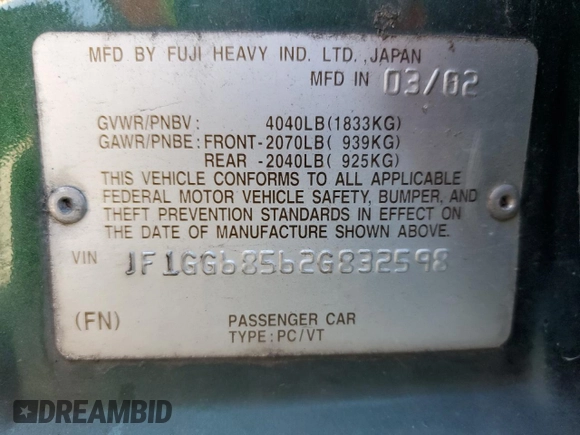 MFD BY FUJI HEAVY IND. LTD., JAPAN
MFD IN 03/02
GVWR/PNBV: 4040LB(1833KG)
GAWR/PNBE: FRONT-2070LB( 939KG)
REAR -2040LB( 925KG)
THIS VEHICLE CONFORMS TO ALL APPLICABLE
FEDERAL MOTOR VEHICLE SAFETY, BUMPER, AND
THEFT PREVENTION STANDARDS IN EFFECT ON
THE DATE OF MANUFACTURE SHOWN ABOVE.
VIN JF1GG68562G832598
(FN) PASSENGER CAR
TYPE:PC/VT
DREAMBID